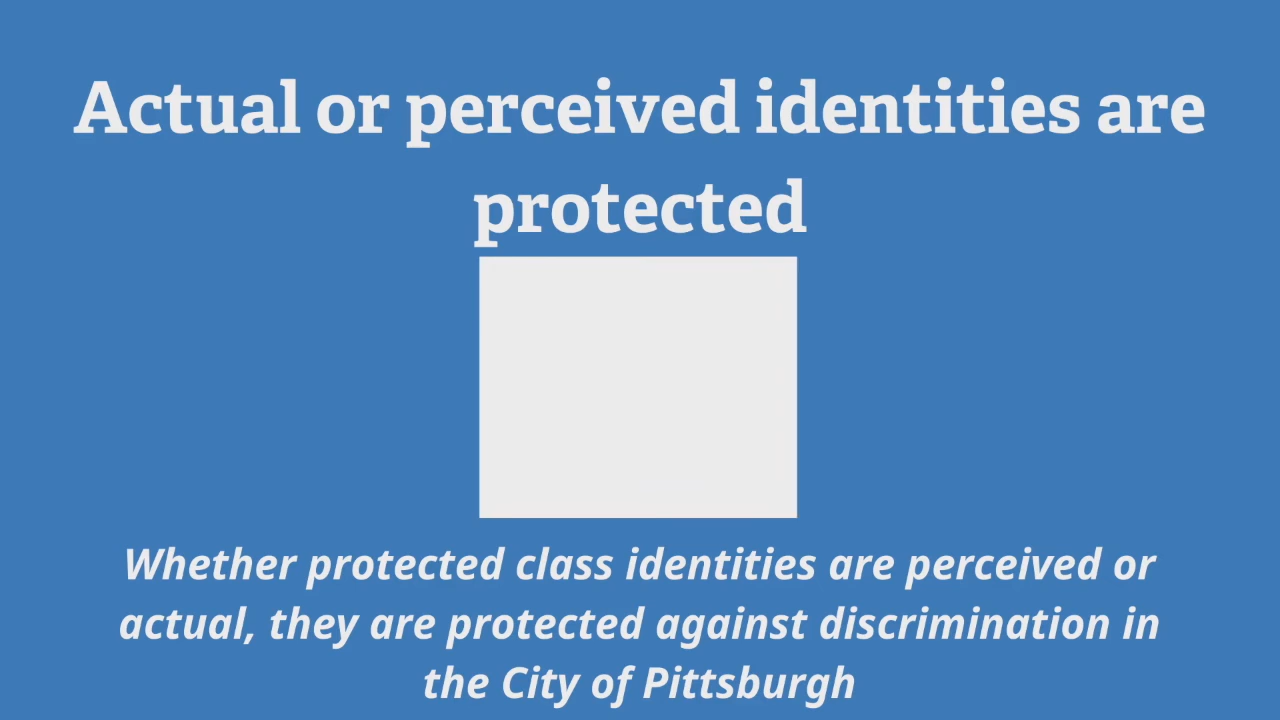 Actual or perceived identities are
protected
Whether protected class identities are perceived or
actual, they are protected against discrimination in
the City of Pittsburgh